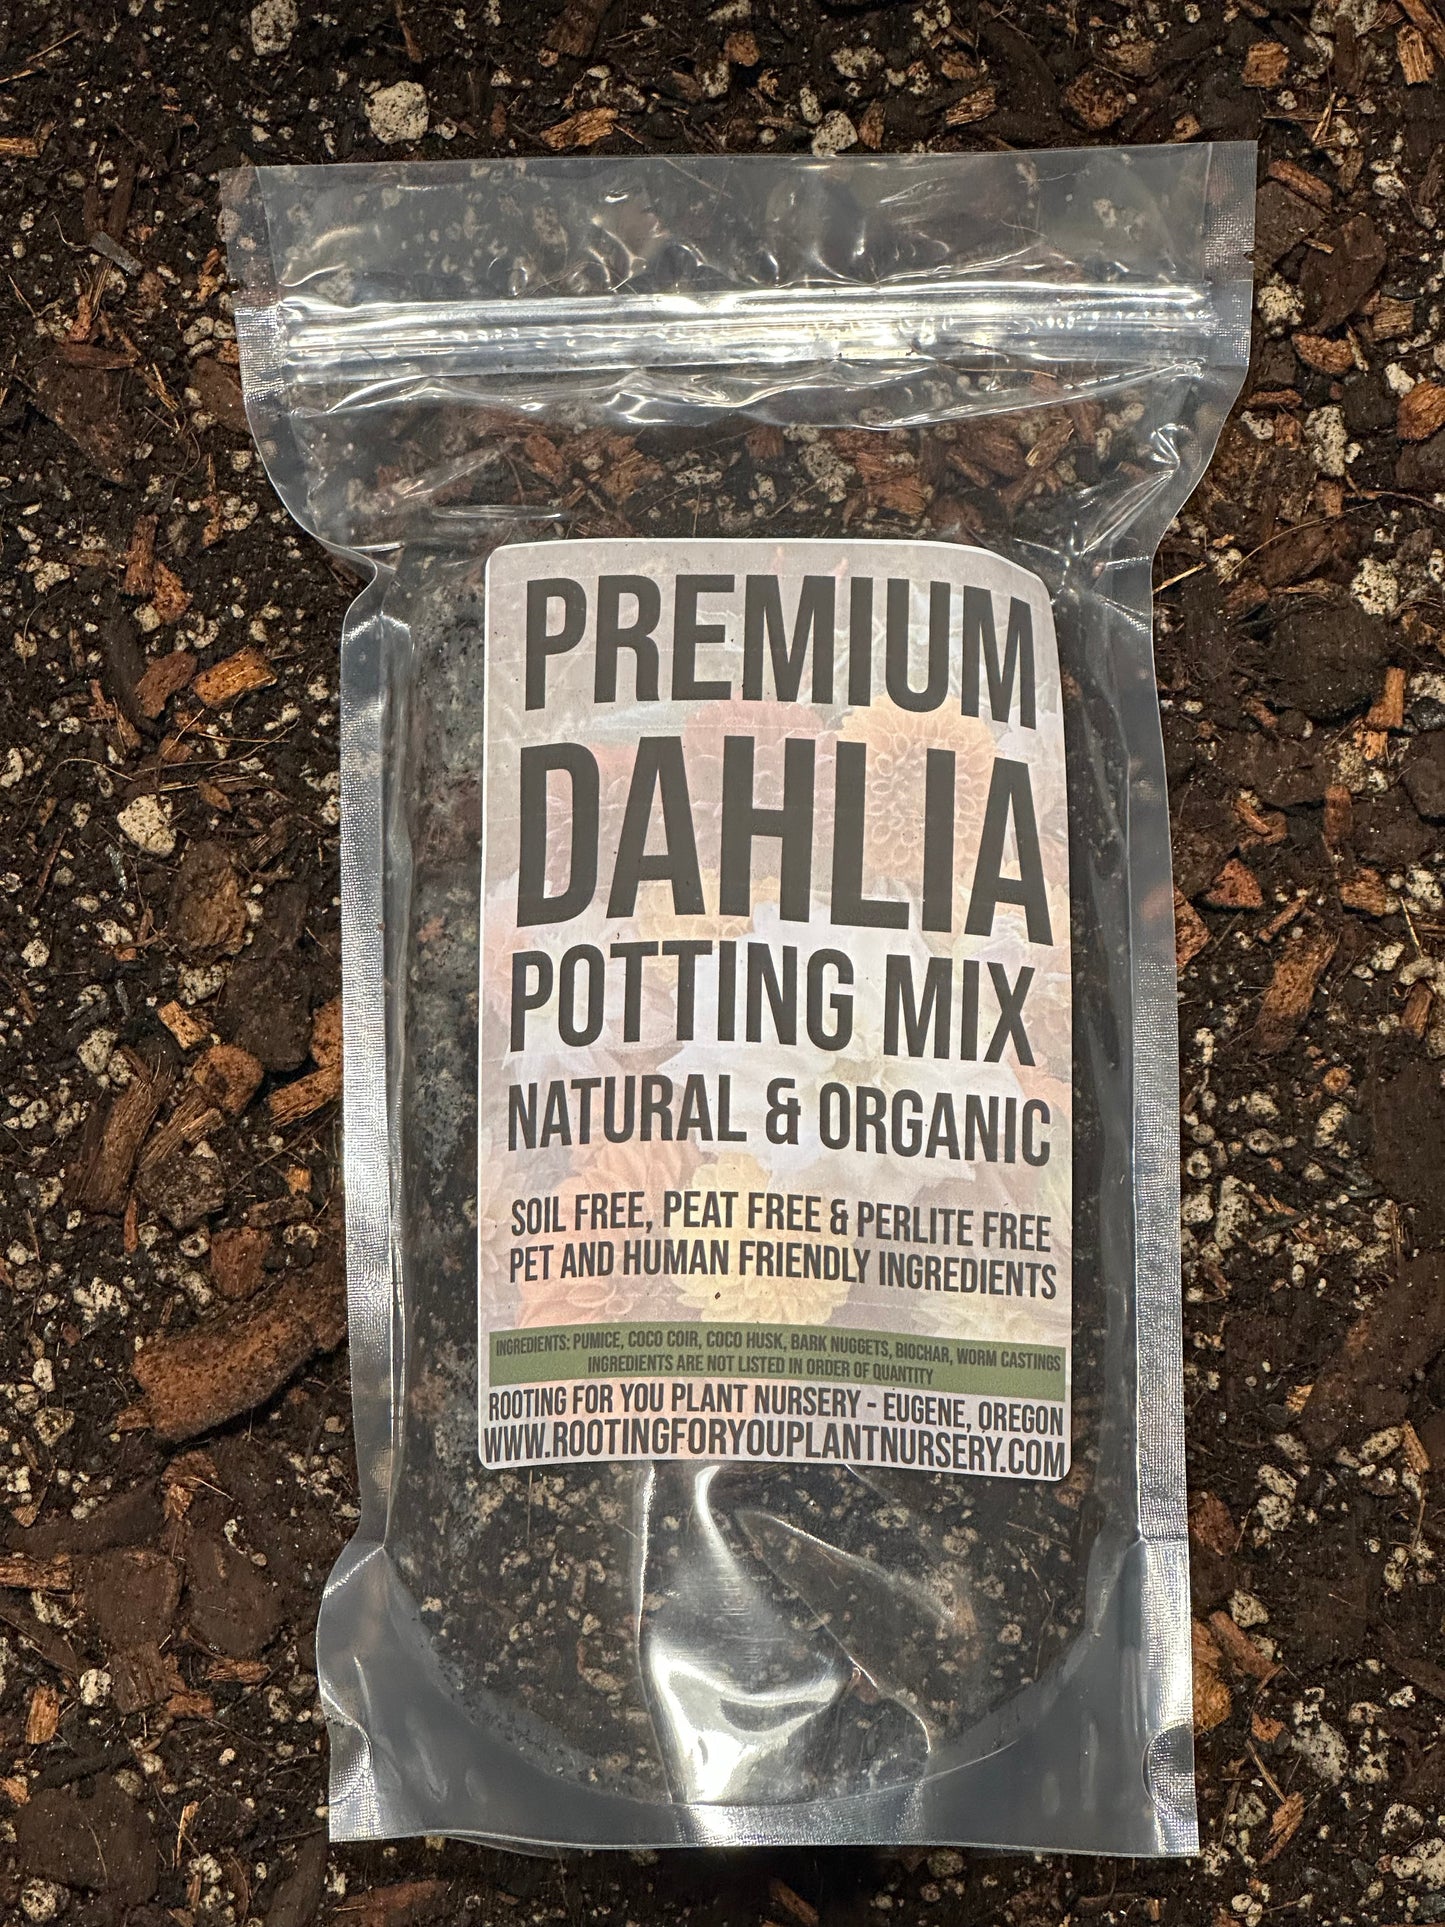 PREMIUM
DAHLIA
POTTING MIX
NATURAL & ORGANIC
SOIL FREE, PEAT FREE & PERLITE FREE
PET AND HUMAN FRIENDLY INGREDIENTS
INGREDIENTS: PUMICE, COCO COIR, COCO HUSK, BARK NUGGETS, BIOCHAR, WORM CASTINGS
INGREDIENTS ARE NOT LISTED IN ORDER OF QUANTITY
ROOTING FOR YOU PLANT NURSERY - EUGENE, OREGON
WWW.ROOTINGFORYOUPLANTNURSERY.COM